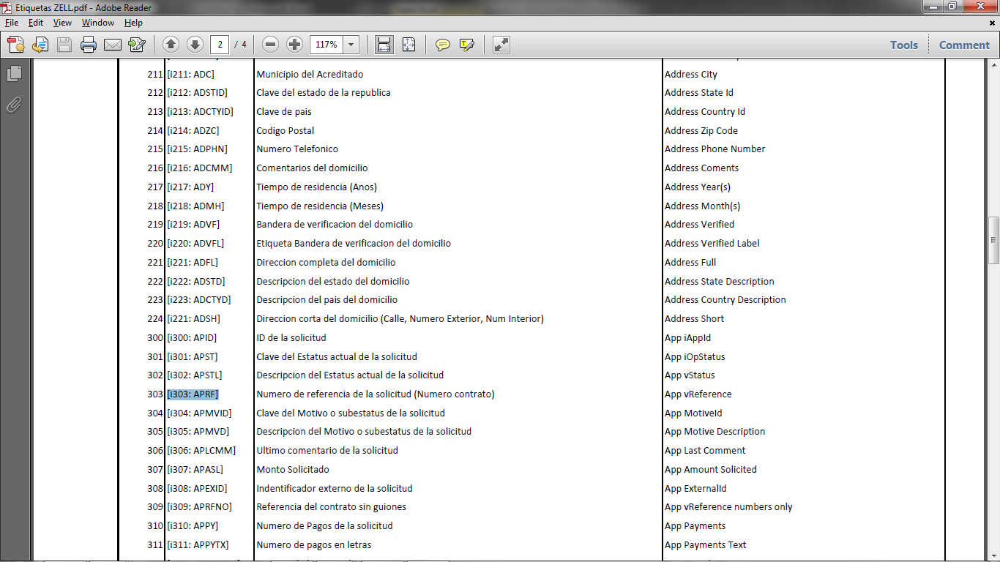 Etiquetas ZELL.pdf - Adobe Reader
File Edit View Window Help
2 / 4 117% Tools Comment
211 [i211: ADC] Municipio del Acreditado Address City
212 [i212: ADSTID] Clave del estado de la republica Address State Id
213 [i213: ADCTYID] Clave de pais Address Country Id
214 [i214: ADZC] Codigo Postal Address Zip Code
215 [i215: ADPHN] Numero Telefonico Address Phone Number
216 [i216: ADCMM] Comentarios del domicilio Address Coments
217 [i217: ADY] Tiempo de residencia (Anos) Address Year(s)
218 [i218: ADMH] Tiempo de residencia (Meses) Address Month(s)
219 [i219: ADVF] Bandera de verificacion del domicilio Address Verified
220 [i220: ADVFL] Etiqueta Bandera de verificacion del domicilio Address Verified Label
221 [i221: ADFL] Direccion completa del domicilio Address Full
222 [i222: ADSTD] Descripcion del estado del domicilio Address State Description
223 [i223: ADCTYD] Descripcion del pais del domicilio Address Country Description
224 [i221: ADSH] Direccion corta del domicilio (Calle, Numero Exterior, Num Interior) Address Short
300 [i300: APID] ID de la solicitud App iAppId
301 [i301: APST] Clave del Estatus actual de la solicitud App iOpStatus
302 [i302: APSTL] Descripcion del Estatus actual de la solicitud App vStatus
303 [i303: APRF] Numero de referencia de la solicitud (Numero contrato) App vReference
304 [i304: APMVID] Clave del Motivo o subestatus de la solicitud App MotiveId
305 [i305: APMVD] Descripcion del Motivo o subestatus de la solicitud App Motive Description
306 [i306: APLCMM] Ultimo comentario de la solicitud App Last Comment
307 [i307: APASL] Monto Solicitado App Amount Solicited
308 [i308: APEXID] Indentificador externo de la solicitud App ExternalId
309 [i309: APRFNO] Referencia del contrato sin guiones App vReference numbers only
310 [i310: APPY] Numero de Pagos de la solicitud App Payments
311 [i311: APPYTX] Numero de pagos en letras App Payments Text